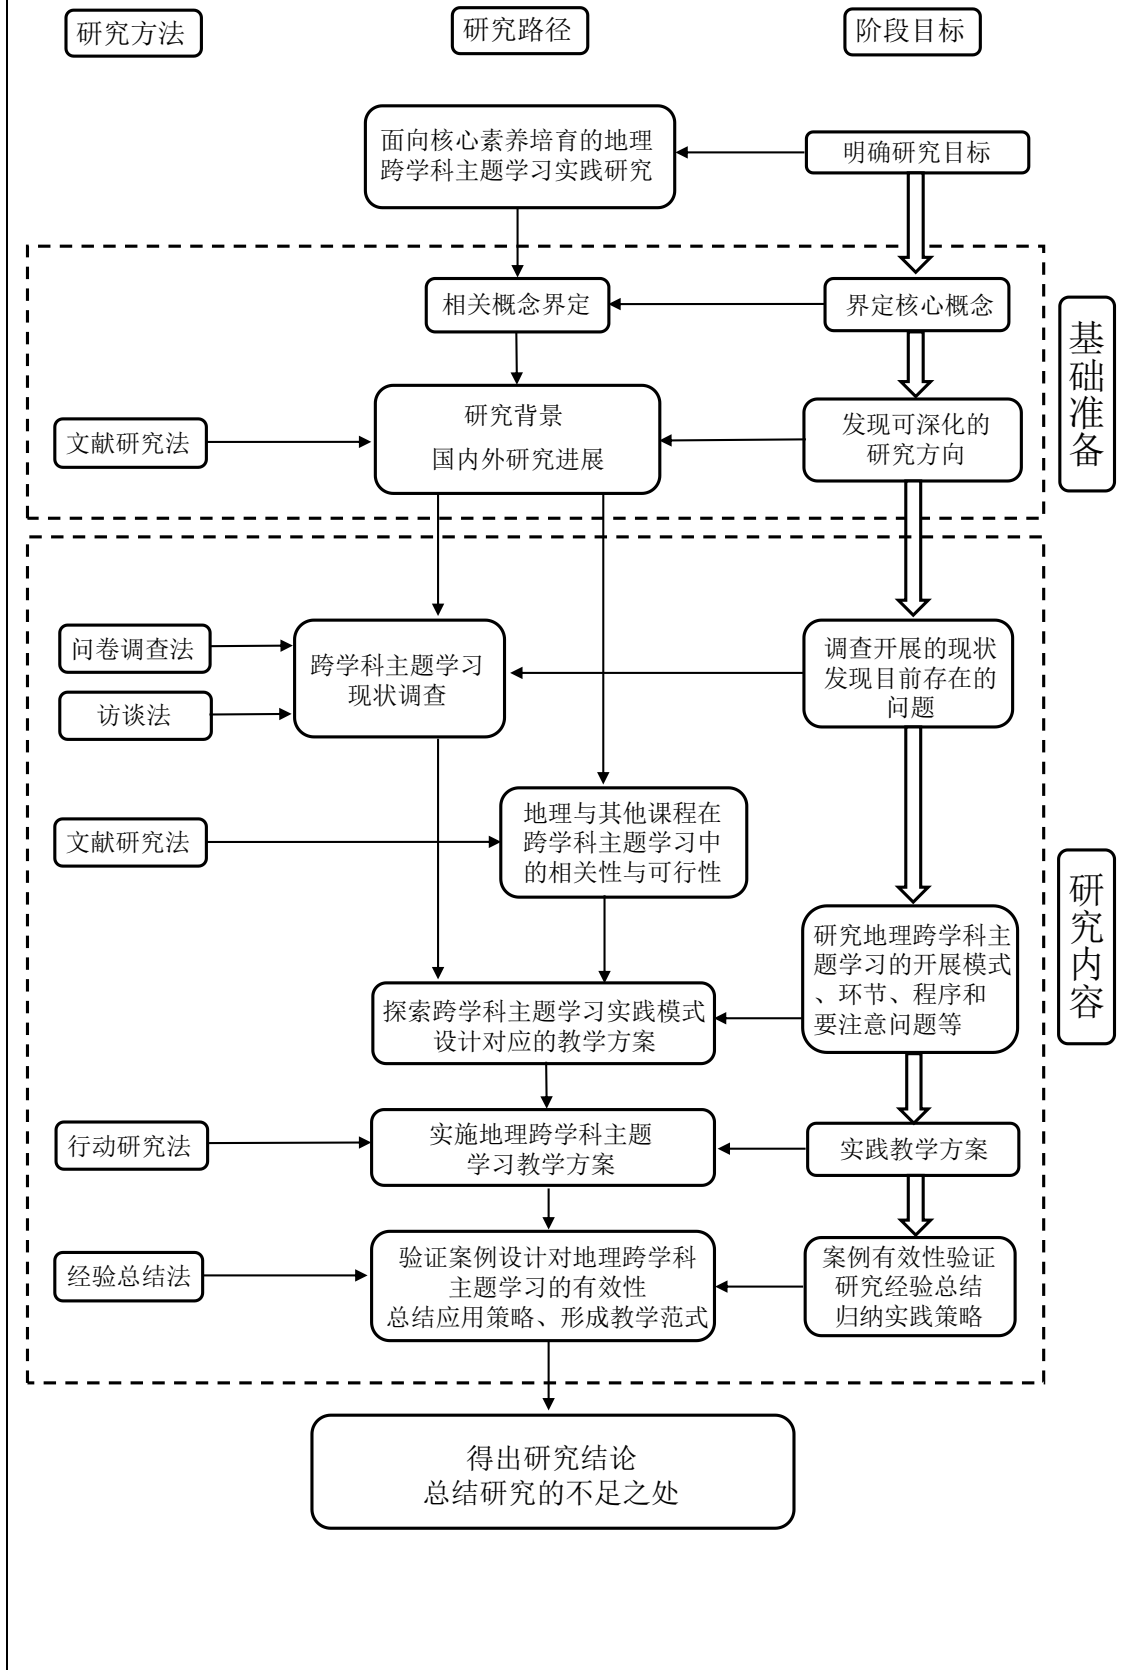 研究方法
研究路径
阶段目标
面向核心素养培育的地理
跨学科主题学习实践研究
明确研究目标
相关概念界定
界定核心概念
基础准备
文献研究法
研究背景
国内外研究进展
发现可深化的
研究方向
问卷调查法
访谈法
跨学科主题学习
现状调查
调查开展的现状
发现目前存在的
问题
文献研究法
地理与其他课程在
跨学科主题学习中
的相关性与可行性
研究内容
研究地理跨学科主
题学习的开展模式
、环节、程序和
要注意问题等
探索跨学科主题学习实践模式
设计对应的教学方案
行动研究法
实施地理跨学科主题
学习教学方案
实践教学方案
经验总结法
验证案例设计对地理跨学科
主题学习的有效性
总结应用策略、形成教学范式
案例有效性验证
研究经验总结
归纳实践策略
得出研究结论
总结研究的不足之处